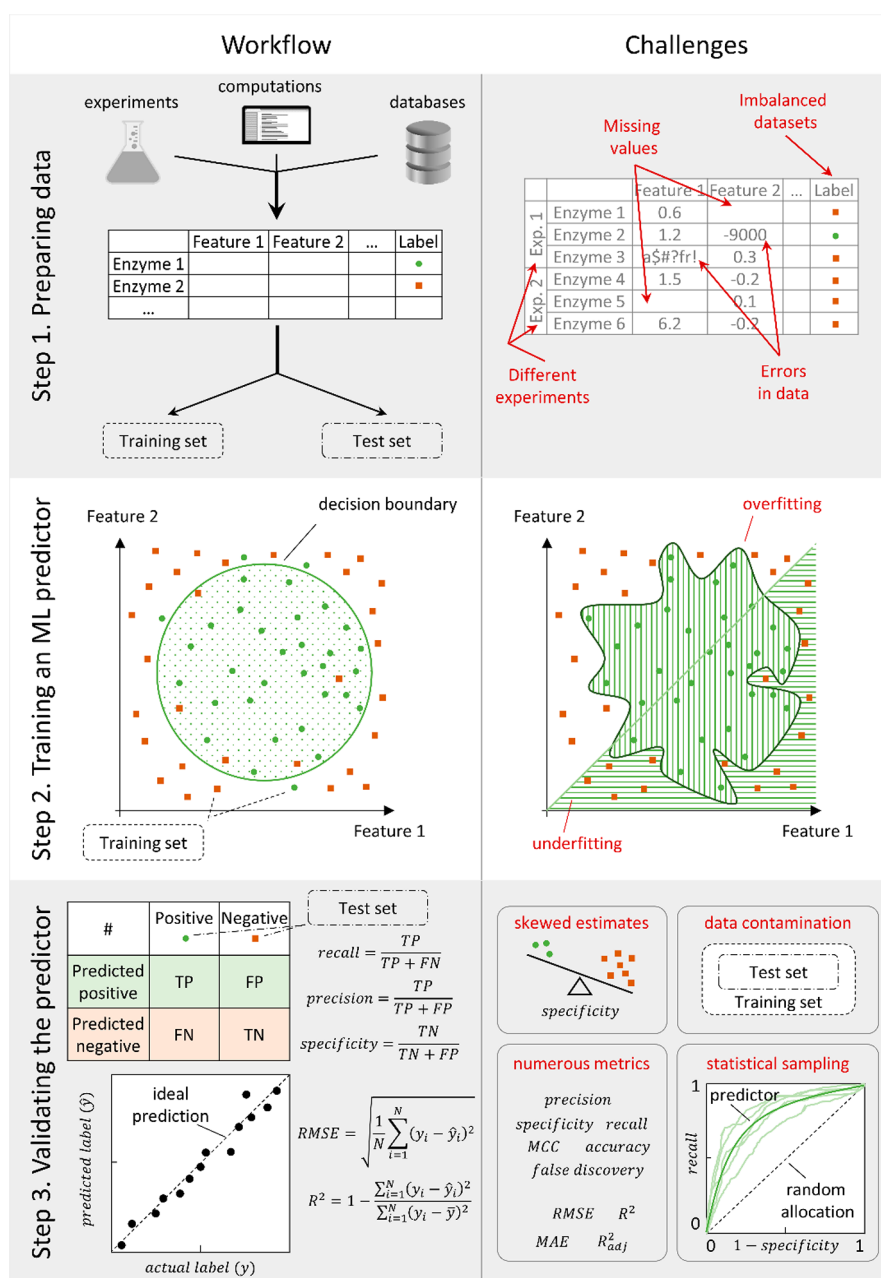 Workflow
Challenges
Step 1. Preparing data
experiments
computations
databases
Feature 1 Feature 2 ... Label
Enzyme 1
Enzyme 2
...
Training set
Test set
Imbalanced
datasets
Missing
values
Feature 1 Feature 2 ... Label
Exp. 1
Enzyme 1 0.6
Enzyme 2 1.2 -9000
Enzyme 3 a$#?fr! 0.3
Exp. 2
Enzyme 4 1.5 -0.2
Enzyme 5 0.1
Enzyme 6 6.2 -0.2
Different
experiments
Errors
in data
Step 2. Training an ML predictor
Feature 2
decision boundary
Feature 1
Training set
Feature 2
overfitting
underfitting
Feature 1
Step 3. Validating the predictor
# Positive Negative
Predicted
positive
TP FP
Predicted
negative
FN TN
Test set
recall = TP / (TP + FN)
precision = TP / (TP + FP)
specificity = TN / (TN + FP)
predicted label (ŷ)
ideal
prediction
actual label (y)
RMSE = √(1/N ∑_{i=1}^{N} (y_i − ŷ_i)²)
R² = 1 − ∑_{i=1}^{N} (y_i − ŷ_i)² / ∑_{i=1}^{N} (y_i − ȳ)²
skewed estimates
specificity
data contamination
Test set
Training set
numerous metrics
precision
specificity recall
MCC accuracy
false discovery
RMSE R²
MAE R²_adj
statistical sampling
1
predictor
recall
random
allocation
0
0 1 − specificity 1